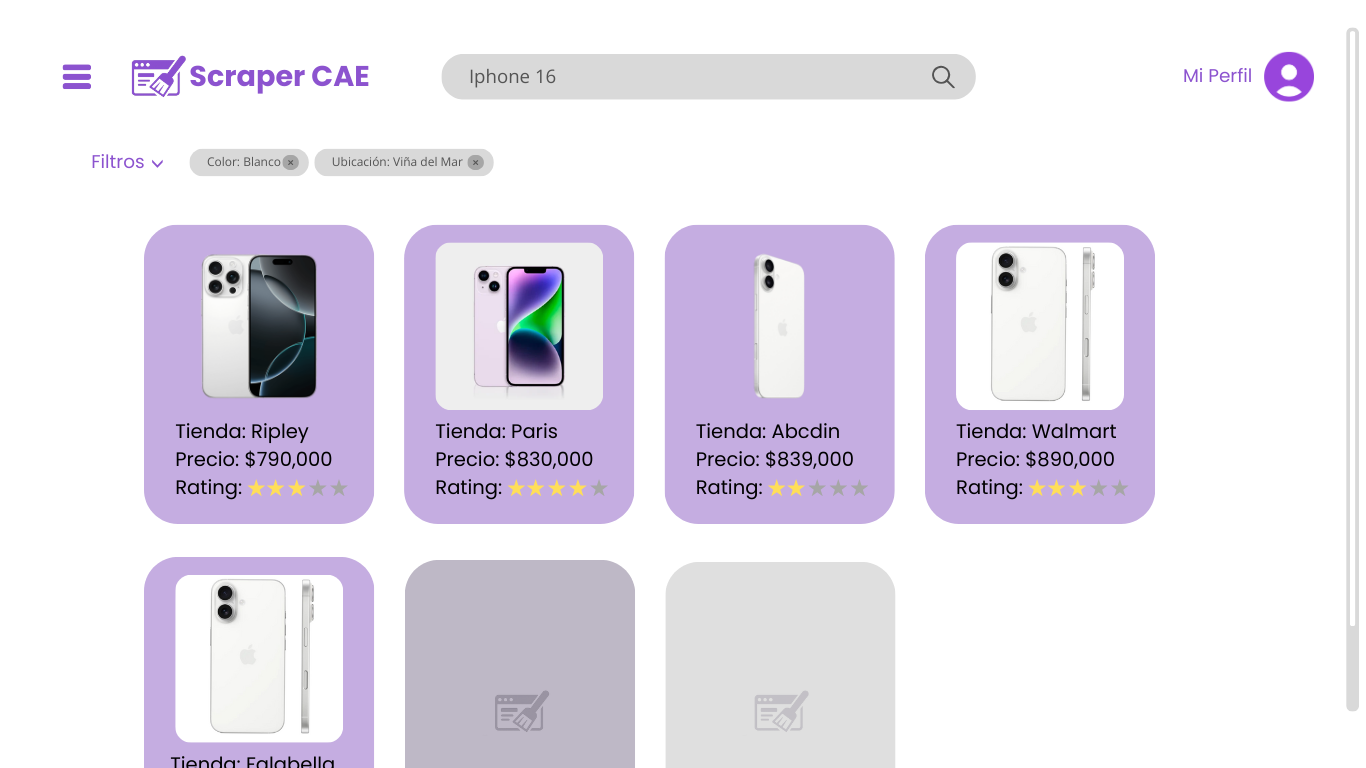 Scraper CAE
Iphone 16
Mi Perfil
Filtros
Color: Blanco
Ubicación: Viña del Mar
Tienda: Ripley
Precio: $790,000
Rating:
Tienda: Paris
Precio: $830,000
Rating:
Tienda: Abcdin
Precio: $839,000
Rating:
Tienda: Walmart
Precio: $890,000
Rating:
Tienda: Falabella